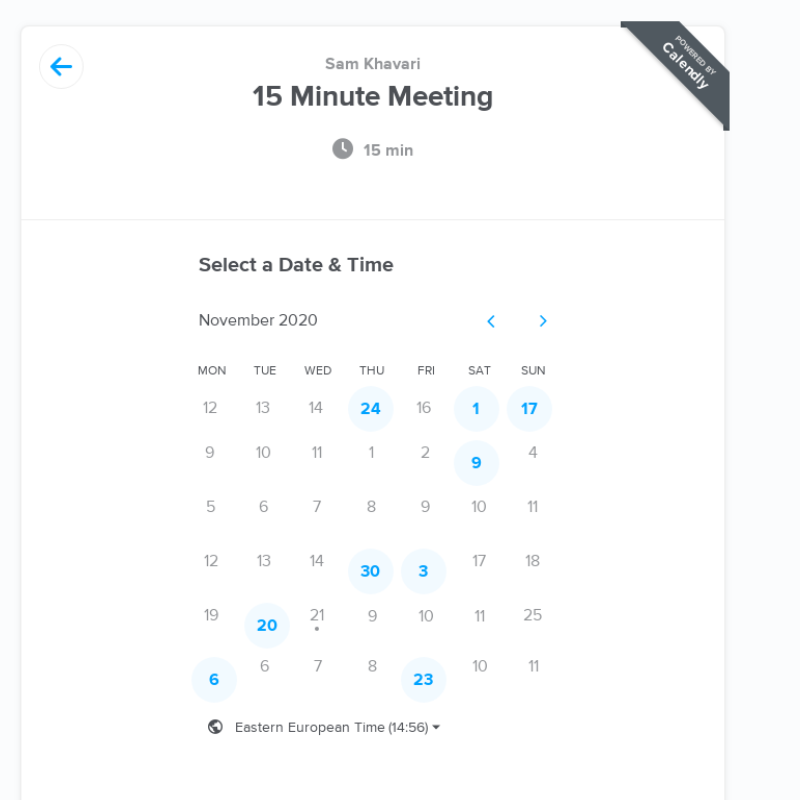 POWERED BY
Calendly
Sam Khavari
15 Minute Meeting
15 min
Select a Date & Time
November 2020
MON TUE WED THU FRI SAT SUN
12 13 14 24 16 1 17
9 10 11 1 2 9 4
5 6 7 8 9 10 11
12 13 14 30 3 17 18
19 20 21 9 10 11 25
6 6 7 8 23 10 11
Eastern European Time (14:56)